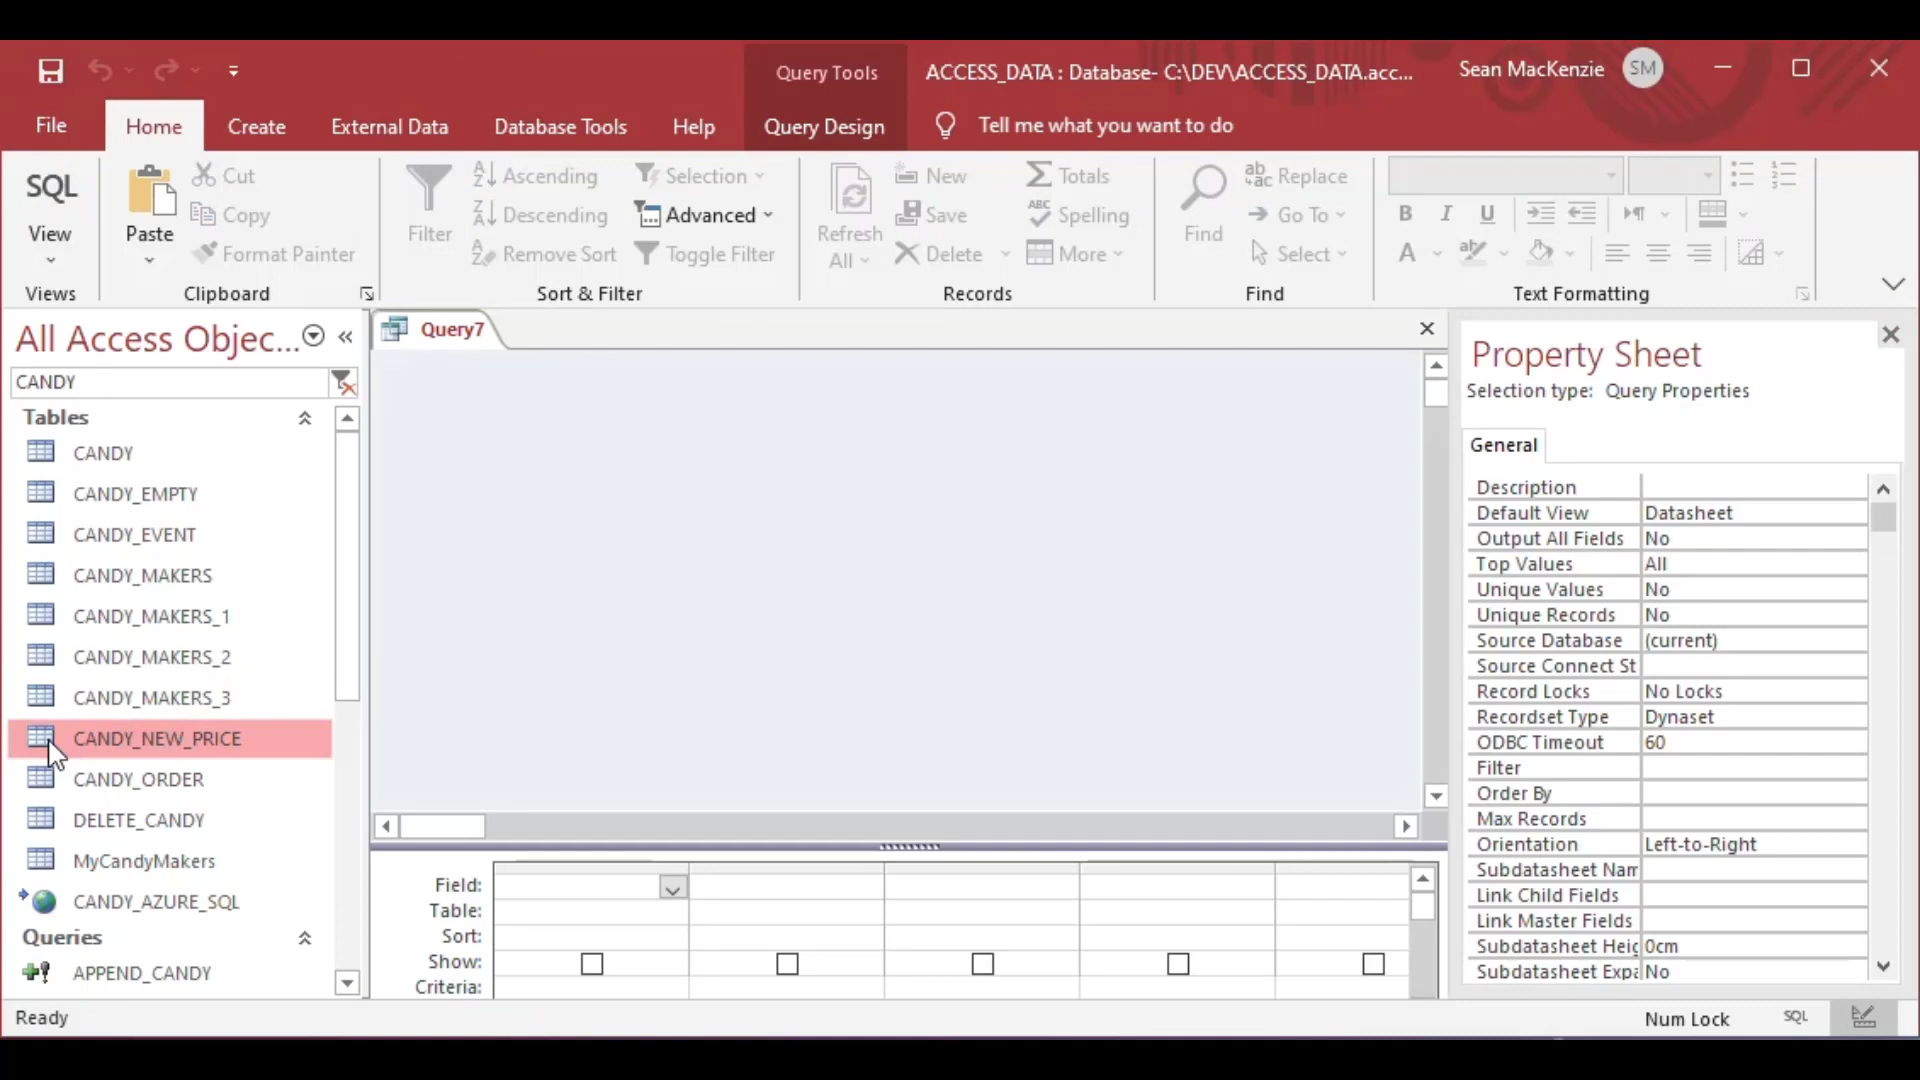 Query Tools
ACCESS_DATA : Database- C:\DEV\ACCESS_DATA.acc...
Sean MacKenzie
SM
File
Home
Create
External Data
Database Tools
Help
Query Design
Tell me what you want to do
SQL
View
Views
Paste
Cut
Copy
Format Painter
Clipboard
Filter
Ascending
Descending
Remove Sort
Selection
Advanced
Toggle Filter
Sort & Filter
Refresh
All
New
Save
Delete
Totals
Spelling
More
Records
Find
Replace
Go To
Select
Find
B I U
A
Text Formatting
All Access Objec...
CANDY
Tables
CANDY
CANDY_EMPTY
CANDY_EVENT
CANDY_MAKERS
CANDY_MAKERS_1
CANDY_MAKERS_2
CANDY_MAKERS_3
CANDY_NEW_PRICE
CANDY_ORDER
DELETE_CANDY
MyCandyMakers
CANDY_AZURE_SQL
Queries
APPEND_CANDY
Query7
Field:
Table:
Sort:
Show:
Criteria:
Property Sheet
Selection type: Query Properties
General
Description
Default View Datasheet
Output All Fields No
Top Values All
Unique Values No
Unique Records No
Source Database (current)
Source Connect St
Record Locks No Locks
Recordset Type Dynaset
ODBC Timeout 60
Filter
Order By
Max Records
Orientation Left-to-Right
Subdatasheet Nam
Link Child Fields
Link Master Fields
Subdatasheet Heig 0cm
Subdatasheet Expa No
Ready
Num Lock
SQL